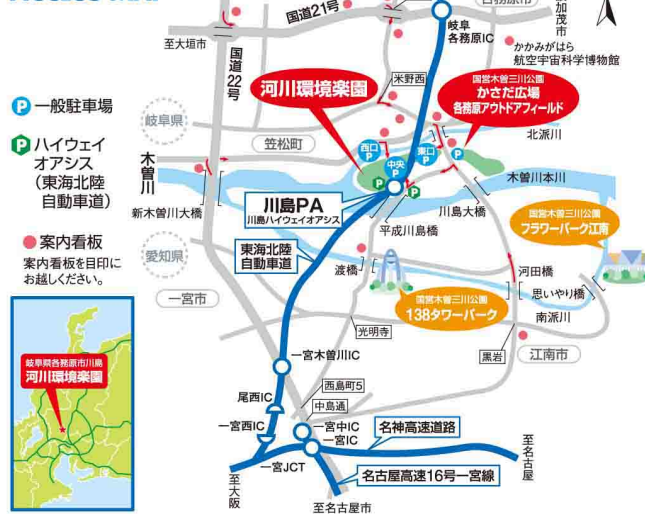 国道21号
岐阜
各務原IC
至大垣市
国道22号
かかみがはら
航空宇宙科学博物館
米野西
河川環境楽園
国営木曽三川公園
かさだ広場
各務原アウトドアフィールド
P 一般駐車場
岐阜県
P ハイウェイ
オアシス
(東海北陸
自動車道)
笠松町
北派川
西口
P
中央
P
東口
P
P
木曽川
木曽川本川
新木曽川大橋
川島PA
川島ハイウェイオアシス
平成川島橋
川島大橋
国営木曽三川公園
フラワーパーク江南
案内看板
案内看板を目印に
お越しください。
愛知県
東海北陸
自動車道
渡橋
河田橋
思いやり橋
南派川
一宮市
国営木曽三川公園
138タワーパーク
光明寺
黒岩
江南市
岐阜県各務原市川島
河川環境楽園
一宮木曽川IC
西島町5
尾西IC
中島通
一宮西IC
一宮中IC
一宮IC
名神高速道路
一宮JCT
名古屋高速16号一宮線
至大阪
至名古屋市
至名古屋